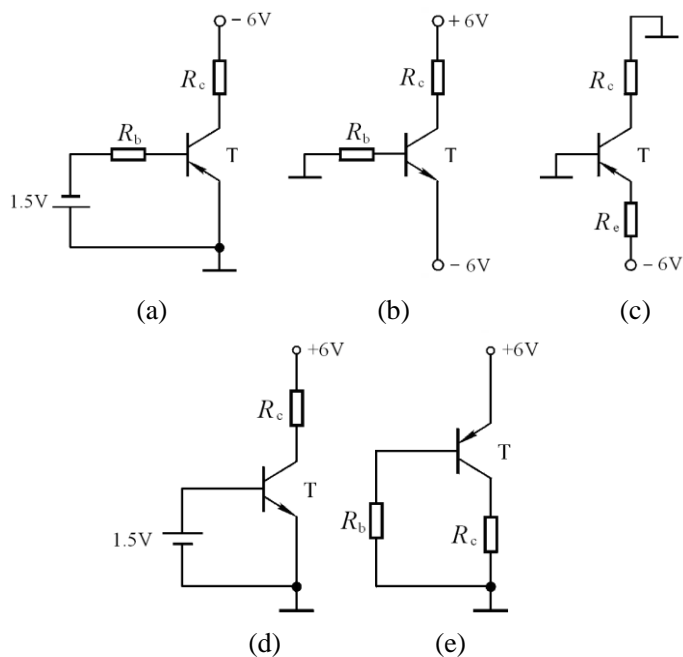 − 6V
R_c
R_b
T
1.5V
(a)
+ 6V
R_c
R_b
T
− 6V
(b)
R_c
T
R_e
− 6V
(c)
+6V
R_c
T
1.5V
(d)
+6V
T
R_b
R_c
(e)